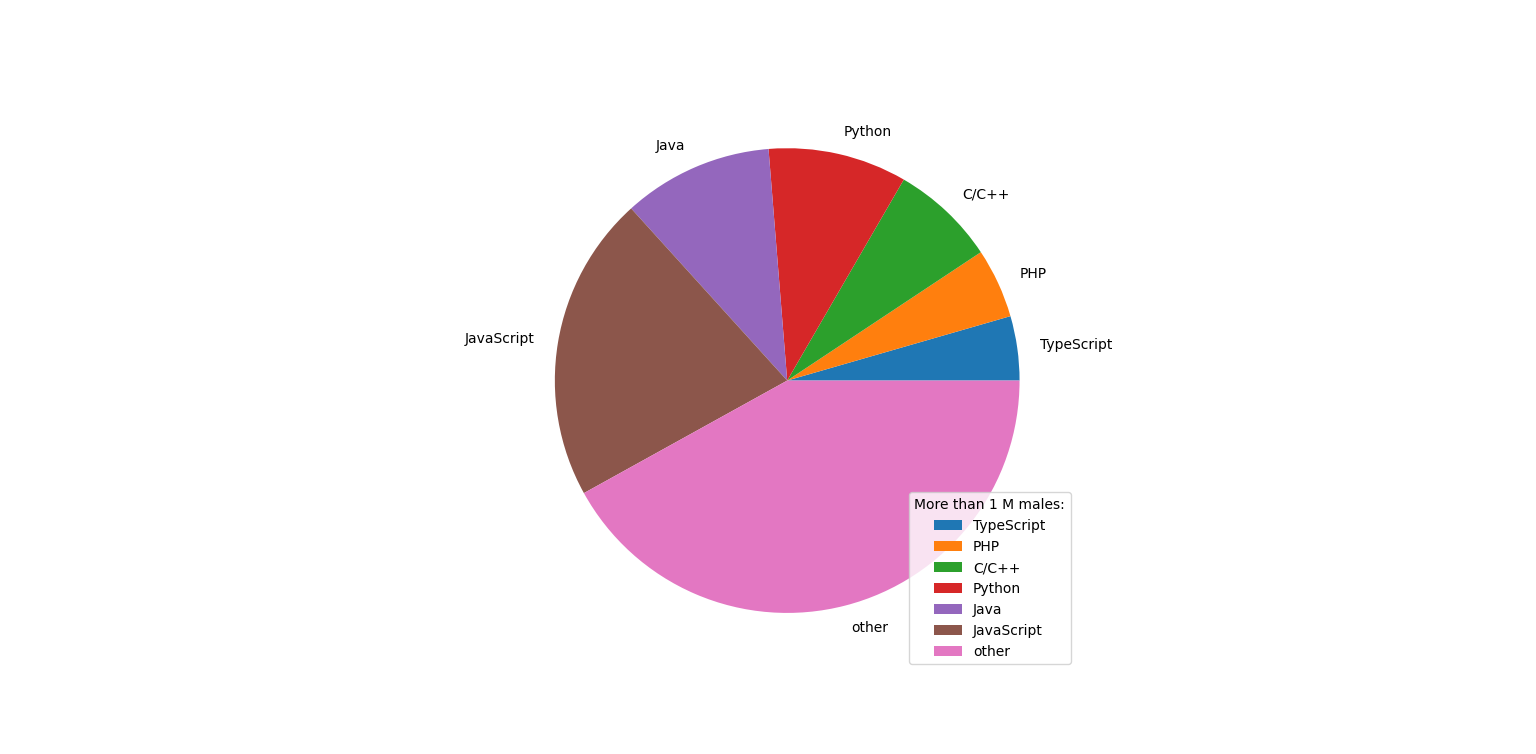 Python
Java
C/C++
PHP
JavaScript
TypeScript
other
More than 1 M males:
TypeScript
PHP
C/C++
Python
Java
JavaScript
other